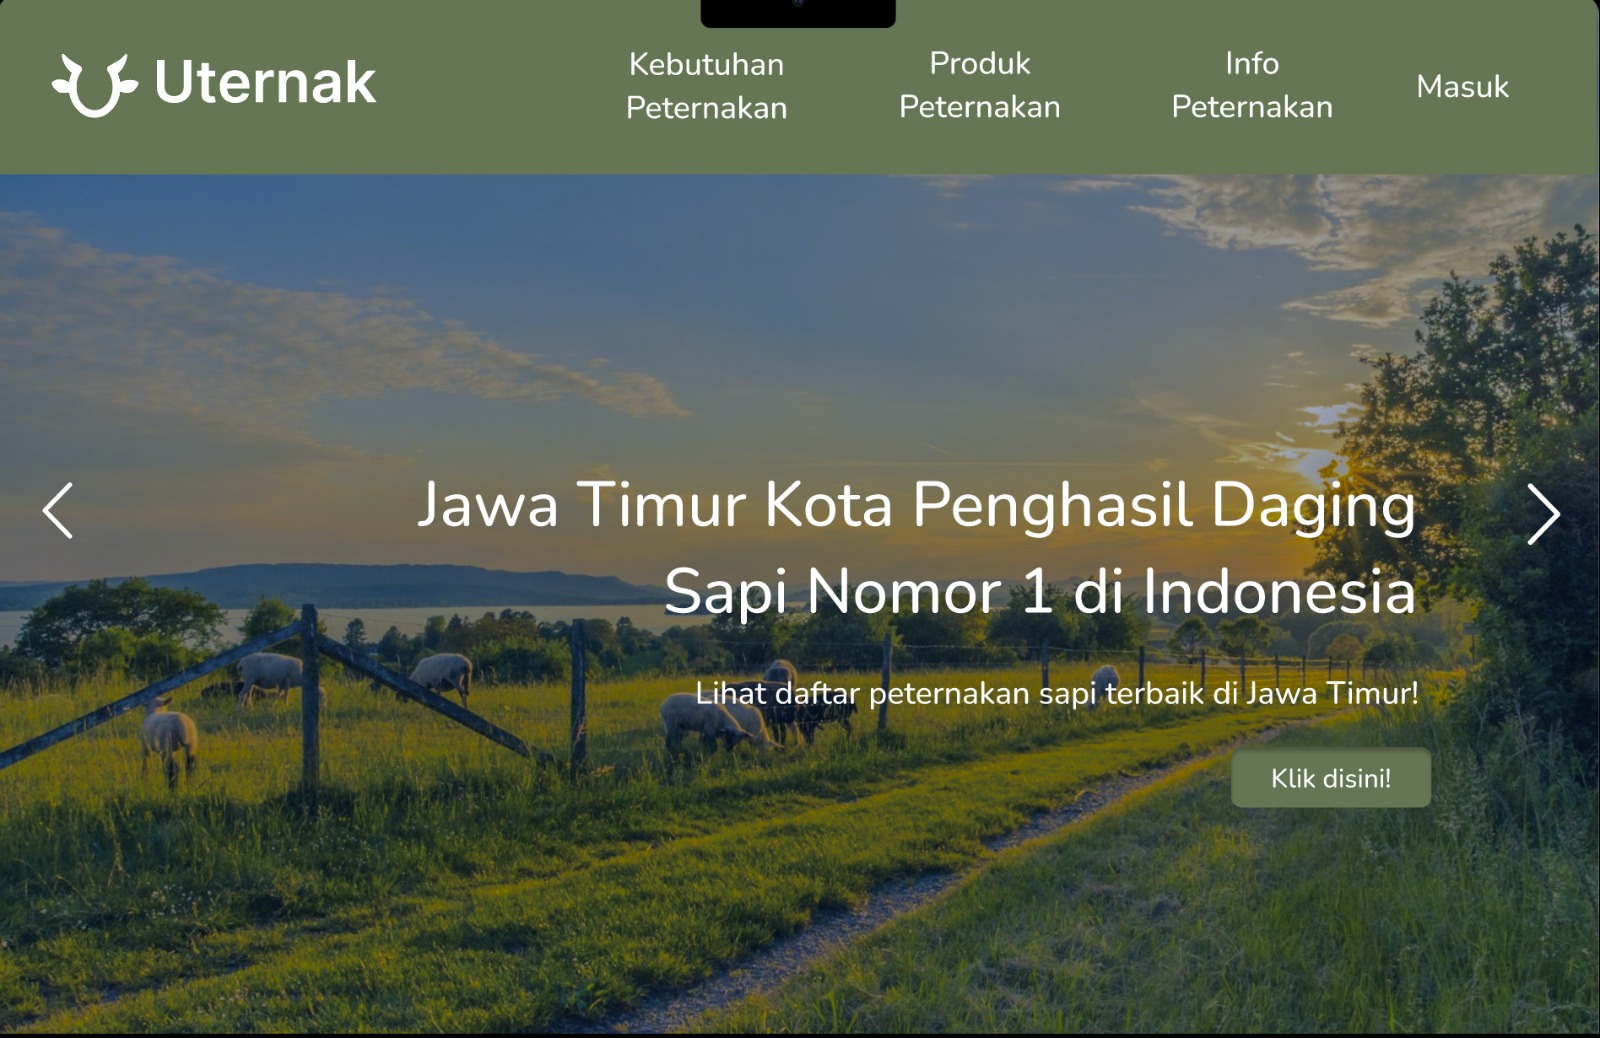 Uternak
Kebutuhan
Peternakan
Produk
Peternakan
Info
Peternakan
Masuk
Jawa Timur Kota Penghasil Daging
Sapi Nomor 1 di Indonesia
Lihat daftar peternakan sapi terbaik di Jawa Timur!
Klik disini!